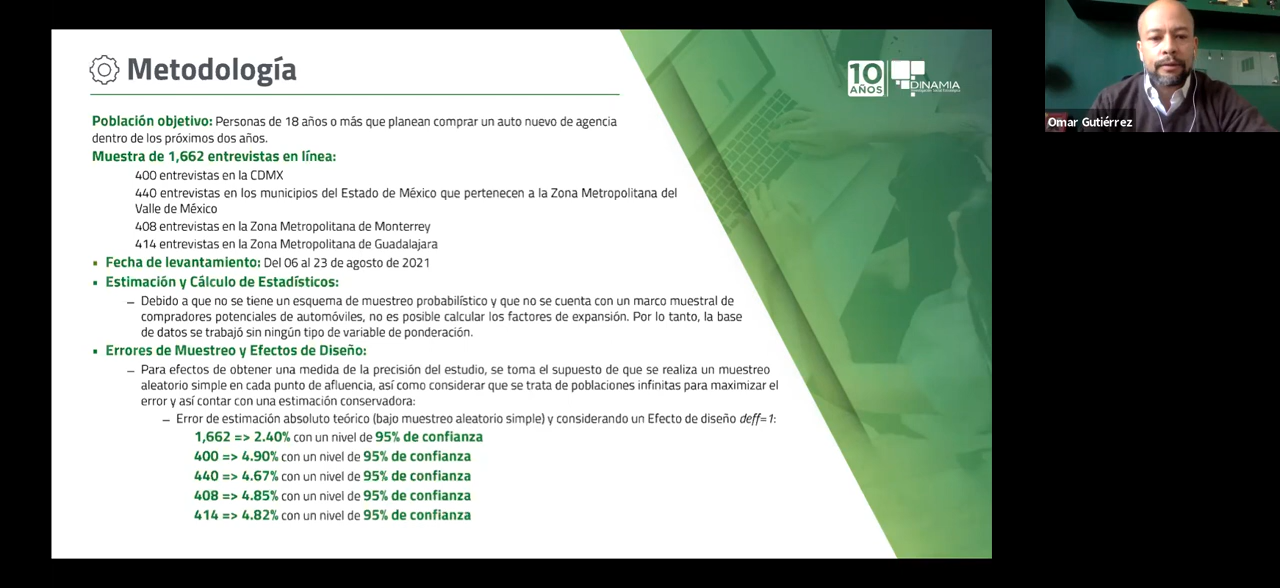 Metodología
10
AÑOS
DINAMIA
Población objetivo: Personas de 18 años o más que planean comprar un auto nuevo de agencia
dentro de los próximos dos años.
Muestra de 1,662 entrevistas en línea:
400 entrevistas en la CDMX
440 entrevistas en los municipios del Estado de México que pertenecen a la Zona Metropolitana del
Valle de México
408 entrevistas en la Zona Metropolitana de Monterrey
414 entrevistas en la Zona Metropolitana de Guadalajara
▪ Fecha de levantamiento: Del 06 al 23 de agosto de 2021
▪ Estimación y Cálculo de Estadísticos:
– Debido a que no se tiene un esquema de muestreo probabilístico y que no se cuenta con un marco muestral de
compradores potenciales de automóviles, no es posible calcular los factores de expansión. Por lo tanto, la base
de datos se trabajó sin ningún tipo de variable de ponderación.
▪ Errores de Muestreo y Efectos de Diseño:
– Para efectos de obtener una medida de la precisión del estudio, se toma el supuesto de que se realiza un muestreo
aleatorio simple en cada punto de afluencia, así como considerar que se trata de poblaciones infinitas para maximizar el
error y así contar con una estimación conservadora:
– Error de estimación absoluto teórico (bajo muestreo aleatorio simple) y considerando un Efecto de diseño deff=1:
1,662 => 2.40% con un nivel de 95% de confianza
400 => 4.90% con un nivel de 95% de confianza
440 => 4.67% con un nivel de 95% de confianza
408 => 4.85% con un nivel de 95% de confianza
414 => 4.82% con un nivel de 95% de confianza
Omar Gutiérrez